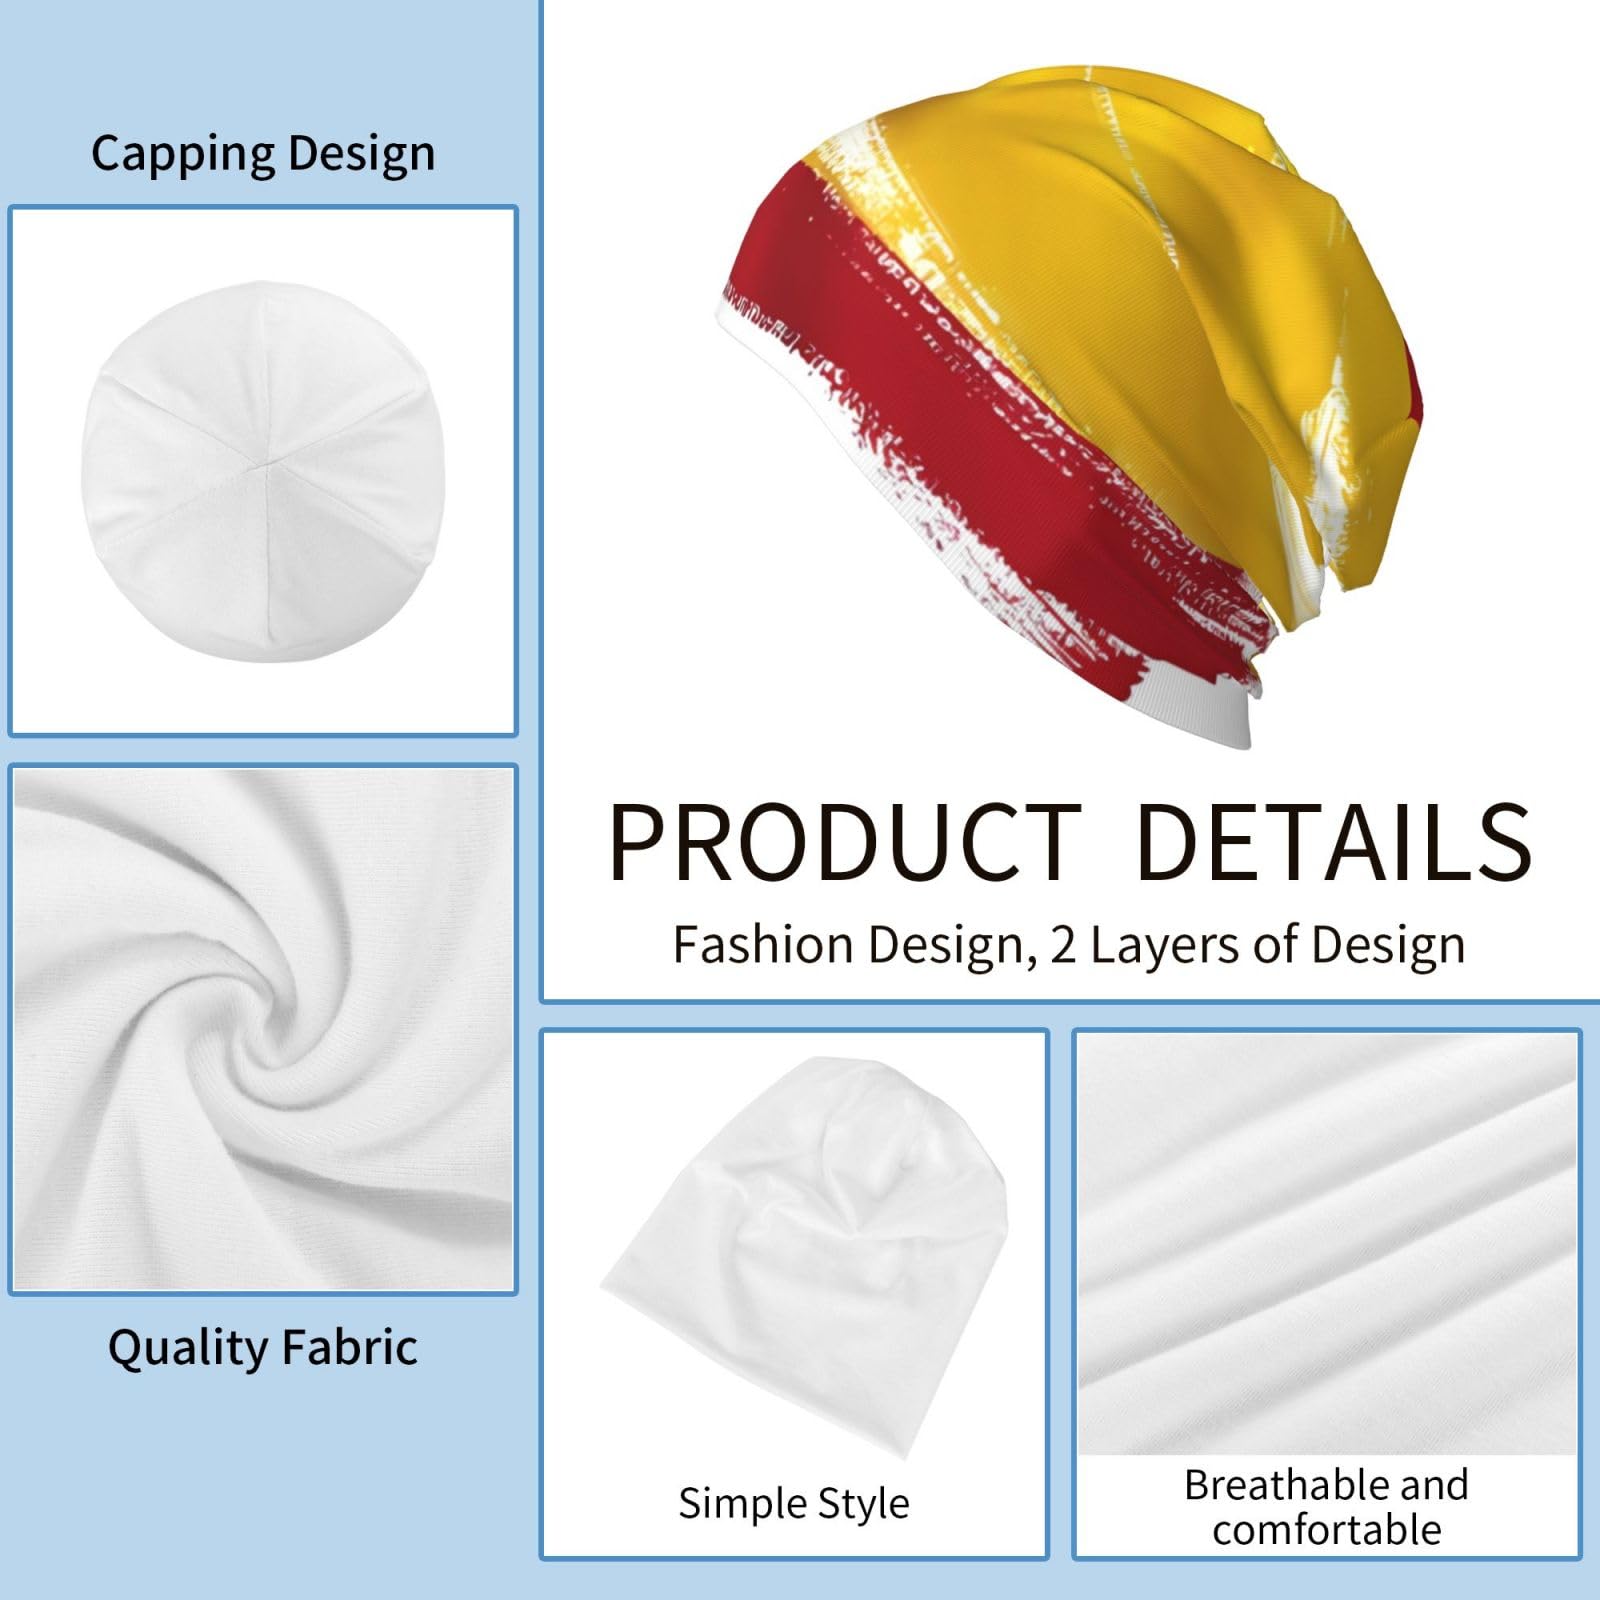 Capping Design
PRODUCT DETAILS
Fashion Design, 2 Layers of Design
Quality Fabric
Simple Style
Breathable and
comfortable